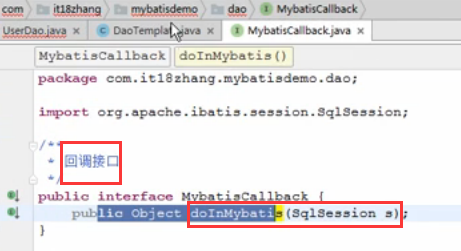 com it18zhang mybatisdemo dao MybatisCallback
UserDao.java DaoTemplate.java MybatisCallback.java
MybatisCallback doInMybatis()
package com.it18zhang.mybatisdemo.dao;
import org.apache.ibatis.session.SqlSession;
/**
* 回调接口
*/
public interface MybatisCallback {
public Object doInMybatis(SqlSession s);
}